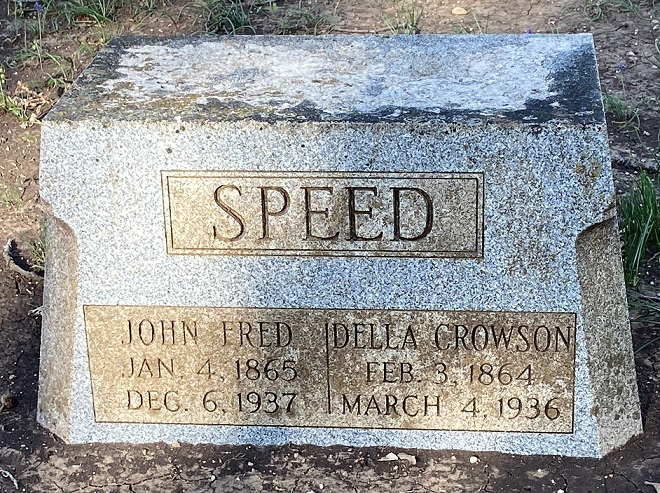 SPEED
JOHN FRED
JAN. 4, 1865
DEC. 6, 1937
DELLA CROWSON
FEB. 3, 1864
MARCH 4, 1936